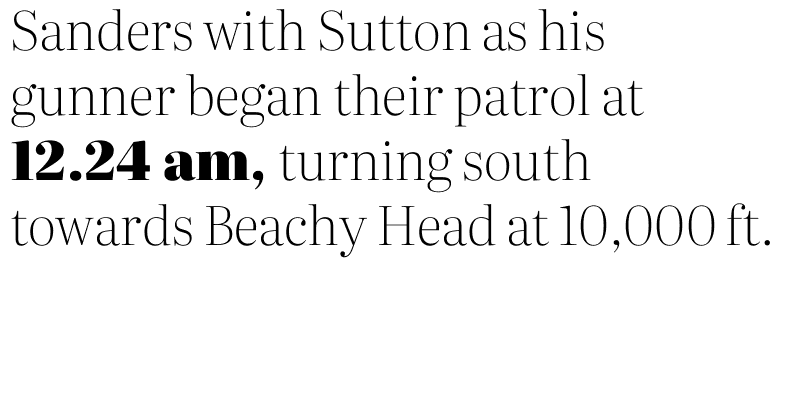 Sanders with Sutton as his
gunner began their patrol at
12.24 am, turning south
towards Beachy Head at 10,000 ft.